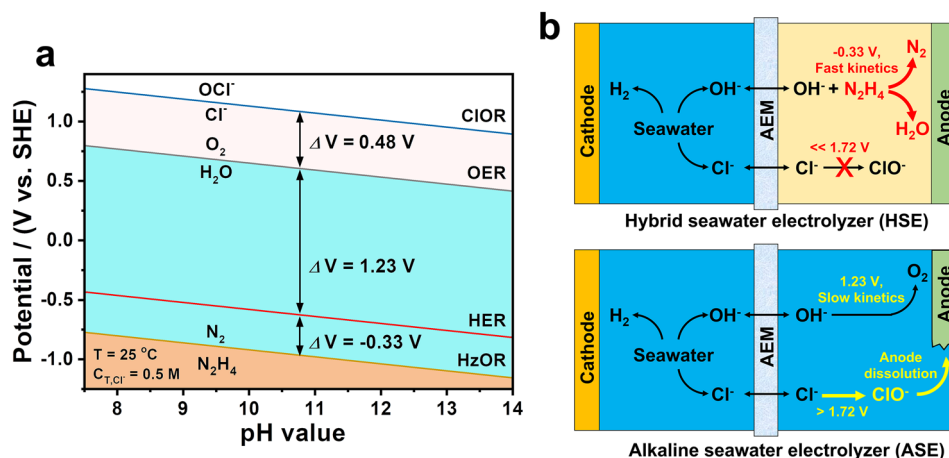 a
1.0
0.5
0.0
-0.5
-1.0
Potential / (V vs. SHE)
8
9
10
11
12
13
14
pH value
OCl⁻
Cl⁻
ClOR
ΔV = 0.48 V
O₂
H₂O
OER
ΔV = 1.23 V
HER
N₂
N₂H₄
ΔV = -0.33 V
HzOR
T = 25 °C
C_T,Cl⁻ = 0.5 M
b
Cathode
H₂
Seawater
OH⁻
Cl⁻
AEM
-0.33 V,
Fast kinetics
N₂
OH⁻ + N₂H₄
H₂O
<< 1.72 V
Cl⁻
X
ClO⁻
Anode
Hybrid seawater electrolyzer (HSE)
Cathode
H₂
Seawater
OH⁻
Cl⁻
AEM
1.23 V,
Slow kinetics
O₂
OH⁻
Anode
dissolution
Cl⁻
ClO⁻
> 1.72 V
Anode
Alkaline seawater electrolyzer (ASE)